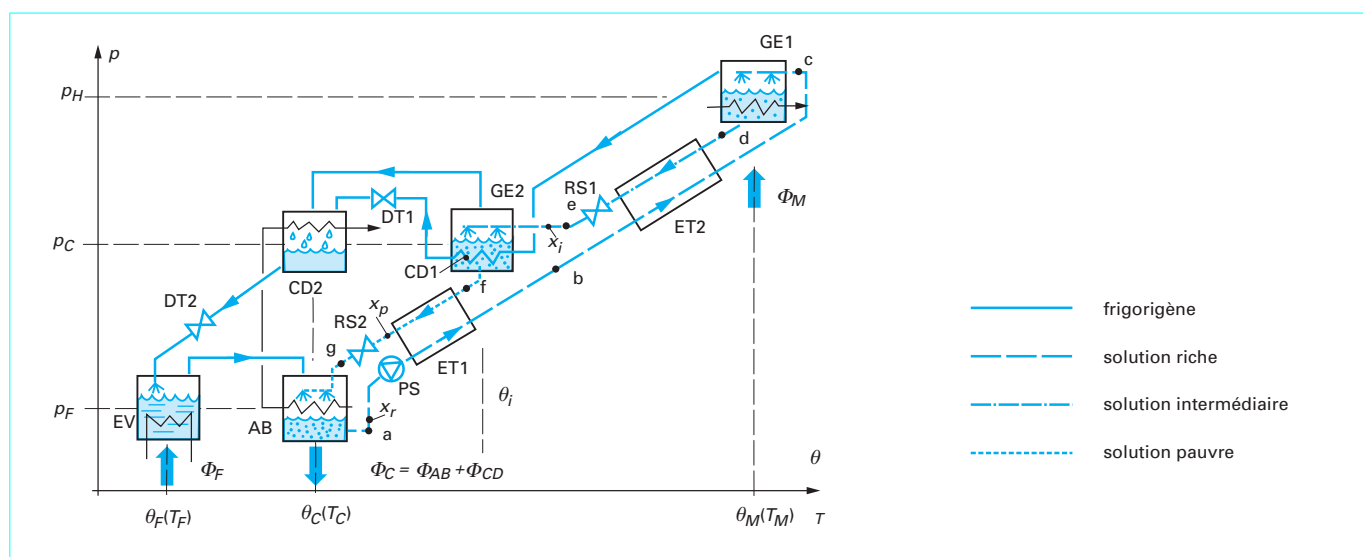 p
GE1
c
p_H
d
RS1
GE2
e
Φ_M
DT1
x_i
ET2
p_C
CD1
b
CD2
f
DT2
x_p
frigorigène
RS2
g
ET1
solution riche
PS
θ_i
p_F
x_r
solution intermédiaire
EV
AB
a
θ
solution pauvre
Φ_F
Φ_C = Φ_AB + Φ_CD
θ_F(T_F)
θ_C(T_C)
θ_M(T_M)
T